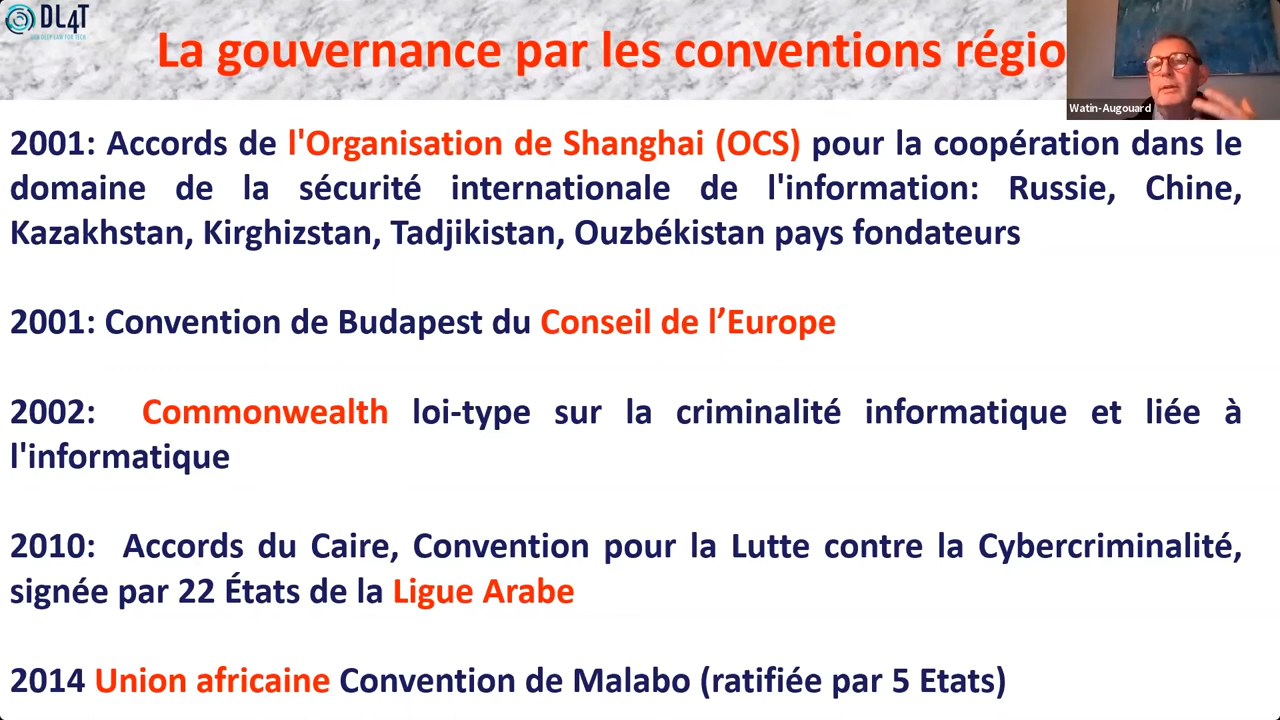 DL4T
La gouvernance par les conventions régio
Watin-Augouard
2001: Accords de l'Organisation de Shanghai (OCS) pour la coopération dans le
domaine de la sécurité internationale de l'information: Russie, Chine,
Kazakhstan, Kirghizstan, Tadjikistan, Ouzbékistan pays fondateurs
2001: Convention de Budapest du Conseil de l’Europe
2002: Commonwealth loi-type sur la criminalité informatique et liée à
l'informatique
2010: Accords du Caire, Convention pour la Lutte contre la Cybercriminalité,
signée par 22 États de la Ligue Arabe
2014 Union africaine Convention de Malabo (ratifiée par 5 Etats)